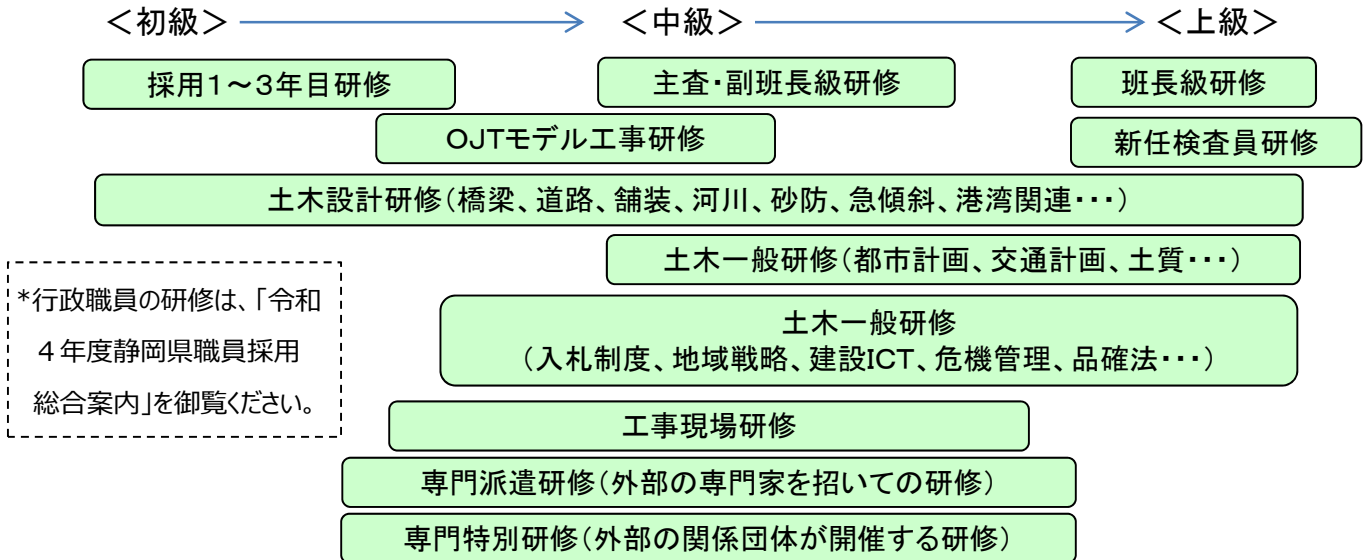 ＜初級＞ ＜中級＞ ＜上級＞
採用１～３年目研修
主査・副班長級研修
班長級研修
ＯＪＴモデル工事研修
新任検査員研修
土木設計研修（橋梁、道路、舗装、河川、砂防、急傾斜、港湾関連・・・）
土木一般研修（都市計画、交通計画、土質・・・）
*行政職員の研修は、「令和
４年度静岡県職員採用
総合案内」を御覧ください。
土木一般研修
（入札制度、地域戦略、建設ICT、危機管理、品確法・・・）
工事現場研修
専門派遣研修（外部の専門家を招いての研修）
専門特別研修（外部の関係団体が開催する研修）